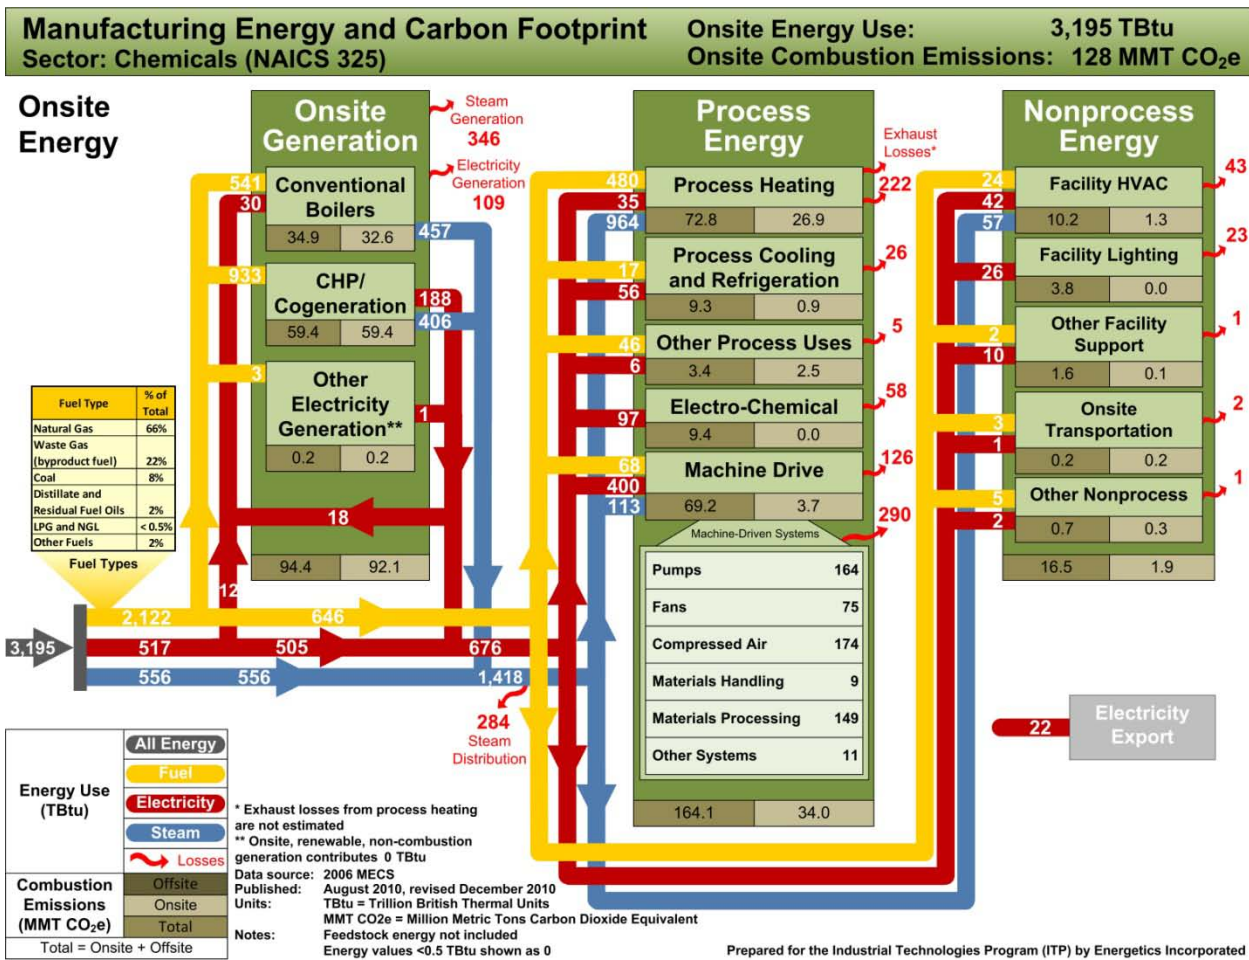 Manufacturing Energy and Carbon Footprint
Sector: Chemicals (NAICS 325)
Onsite Energy Use: 3,195 TBtu
Onsite Combustion Emissions: 128 MMT CO₂e
Onsite
Energy
Onsite
Generation
Steam
Generation
346
Electricity
Generation
109
541
30
Conventional
Boilers
34.9 32.6
457
933
CHP/
Cogeneration
59.4 59.4
188
406
3
Other
Electricity
Generation**
0.2 0.2
1
18
94.4 92.1
12
Fuel Type % of Total
Natural Gas 66%
Waste Gas
(byproduct fuel) 22%
Coal 8%
Distillate and
Residual Fuel Oils 2%
LPG and NGL < 0.5%
Other Fuels 2%
Fuel Types
3,195
2,122 646
517 505 676
556 556 1,418
284
Steam
Distribution
Process
Energy
Exhaust
Losses*
222
480
35
964
Process Heating
72.8 26.9
17
56
Process Cooling
and Refrigeration
9.3 0.9
26
46
6
Other Process Uses
3.4 2.5
5
97
Electro-Chemical
9.4 0.0
58
68
400
113
Machine Drive
69.2 3.7
126
Machine-Driven Systems
290
Pumps 164
Fans 75
Compressed Air 174
Materials Handling 9
Materials Processing 149
Other Systems 11
164.1 34.0
Nonprocess
Energy
24
42
57
Facility HVAC
10.2 1.3
43
26
Facility Lighting
3.8 0.0
23
2
10
Other Facility
Support
1.6 0.1
1
3
1
Onsite
Transportation
0.2 0.2
2
5
2
Other Nonprocess
0.7 0.3
1
16.5 1.9
22
Electricity
Export
Energy Use
(TBtu)
All Energy
Fuel
Electricity
Steam
Losses
Combustion
Emissions
(MMT CO₂e)
Offsite
Onsite
Total
Total = Onsite + Offsite
* Exhaust losses from process heating
are not estimated
** Onsite, renewable, non-combustion
generation contributes 0 TBtu
Data source: 2006 MECS
Published: August 2010, revised December 2010
Units: TBtu = Trillion British Thermal Units
MMT CO2e = Million Metric Tons Carbon Dioxide Equivalent
Notes: Feedstock energy not included
Energy values <0.5 TBtu shown as 0
Prepared for the Industrial Technologies Program (ITP) by Energetics Incorporated